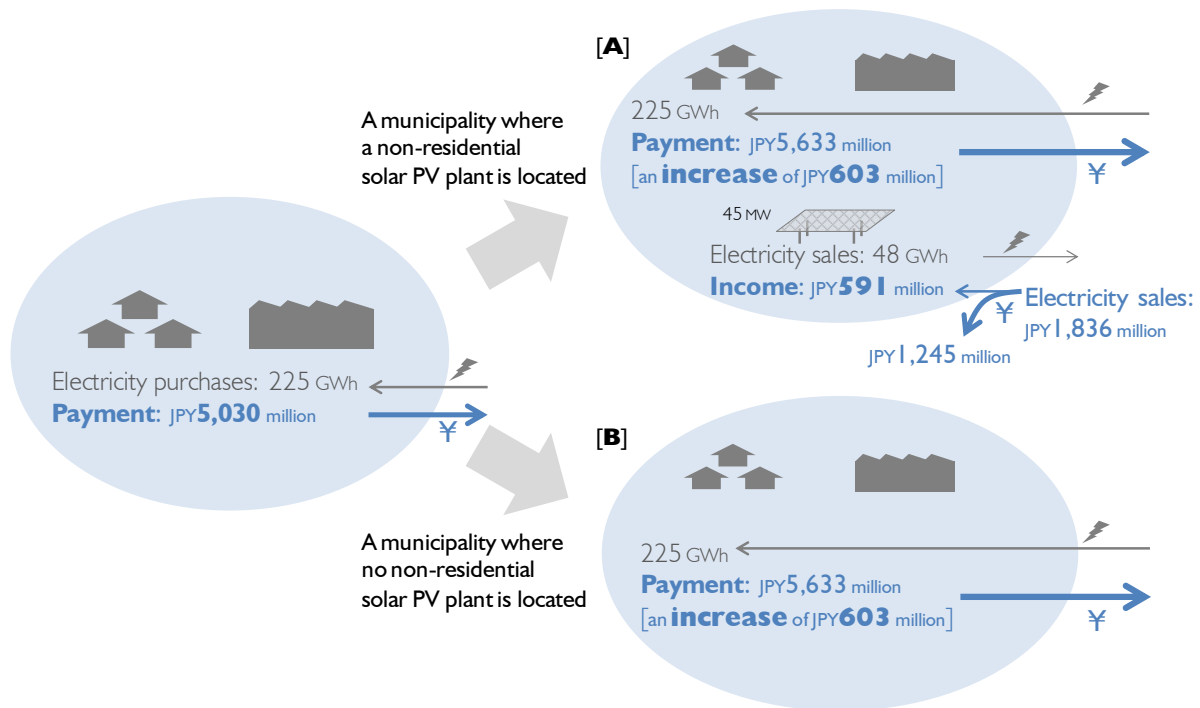 [A]
225 GWh
Payment: JPY5,633 million
[an increase of JPY603 million]
45 MW
Electricity sales: 48 GWh
Income: JPY591 million
¥
¥
Electricity sales:
JPY1,836 million
JPY1,245 million
A municipality where
a non-residential
solar PV plant is located
Electricity purchases: 225 GWh
Payment: JPY5,030 million
¥
A municipality where
no non-residential
solar PV plant is located
[B]
225 GWh
Payment: JPY5,633 million
[an increase of JPY603 million]
¥